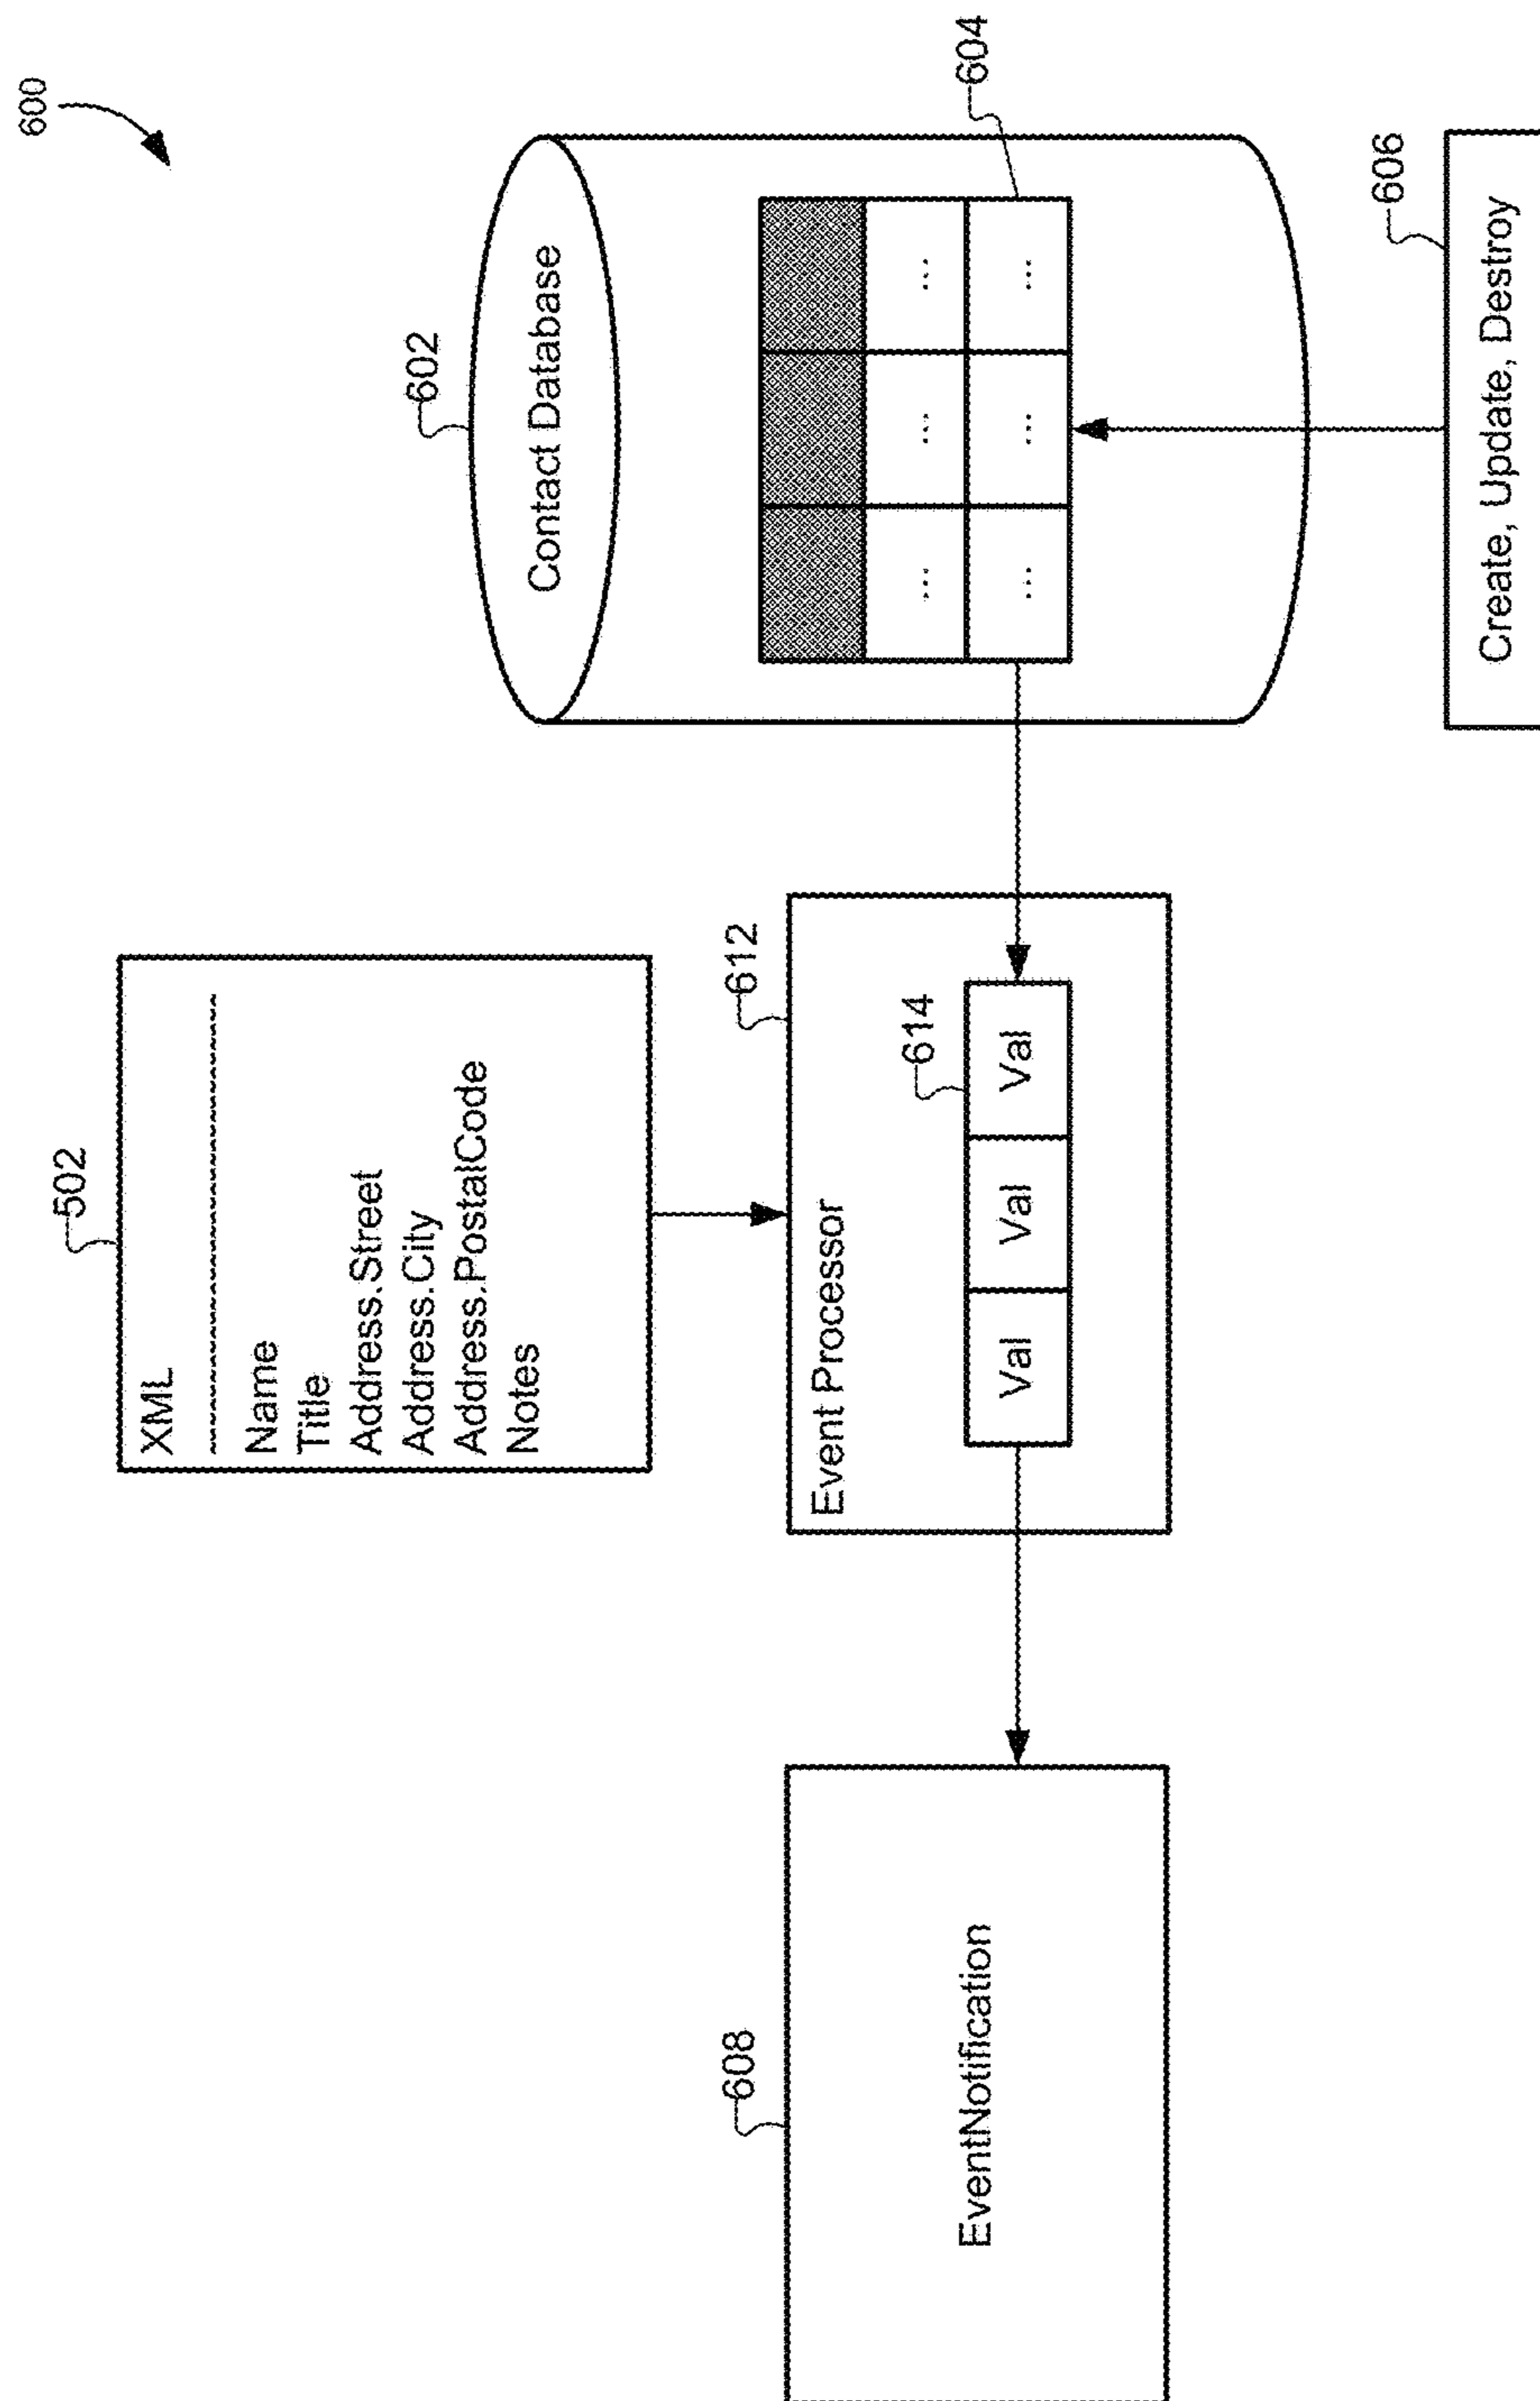 600
502
XML
Name
Title
Address.Street
Address.City
Address.PostalCode
Notes
602
Contact Database
608
EventNotification
612
Event Processor
614
Val
Val
Val
... ... ...
... ... ...
604
606
Create, Update, Destroy